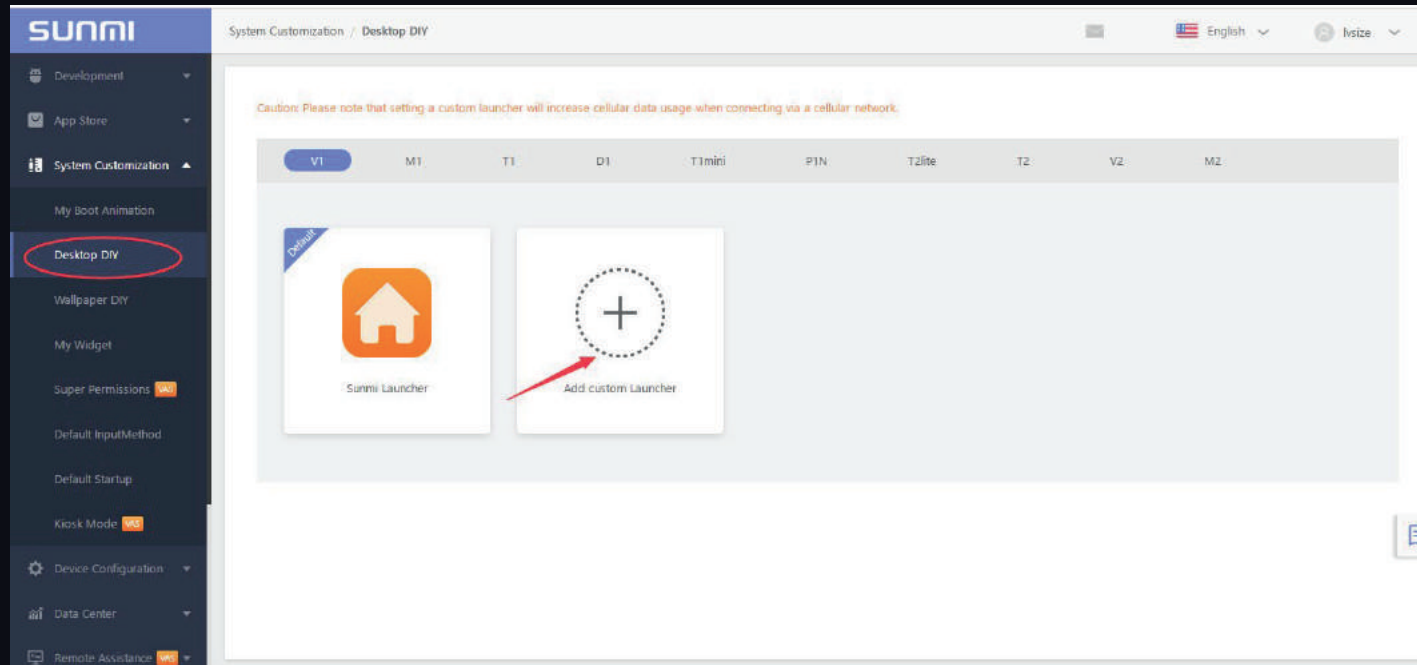 SUNMI
System Customization / Desktop DIY
English
lvsize
Development
App Store
System Customization
My Boot Animation
Desktop DIY
Wallpaper DIY
My Widget
Super Permissions VAS
Default InputMethod
Default Startup
Kiosk Mode VAS
Device Configuration
Data Center
Remote Assistance VAS
Caution: Please note that setting a custom launcher will increase cellular data usage when connecting via a cellular network.
V1 M1 T1 D1 T1mini P1N T2lite T2 V2 M2
Default
Sunmi Launcher
Add custom Launcher